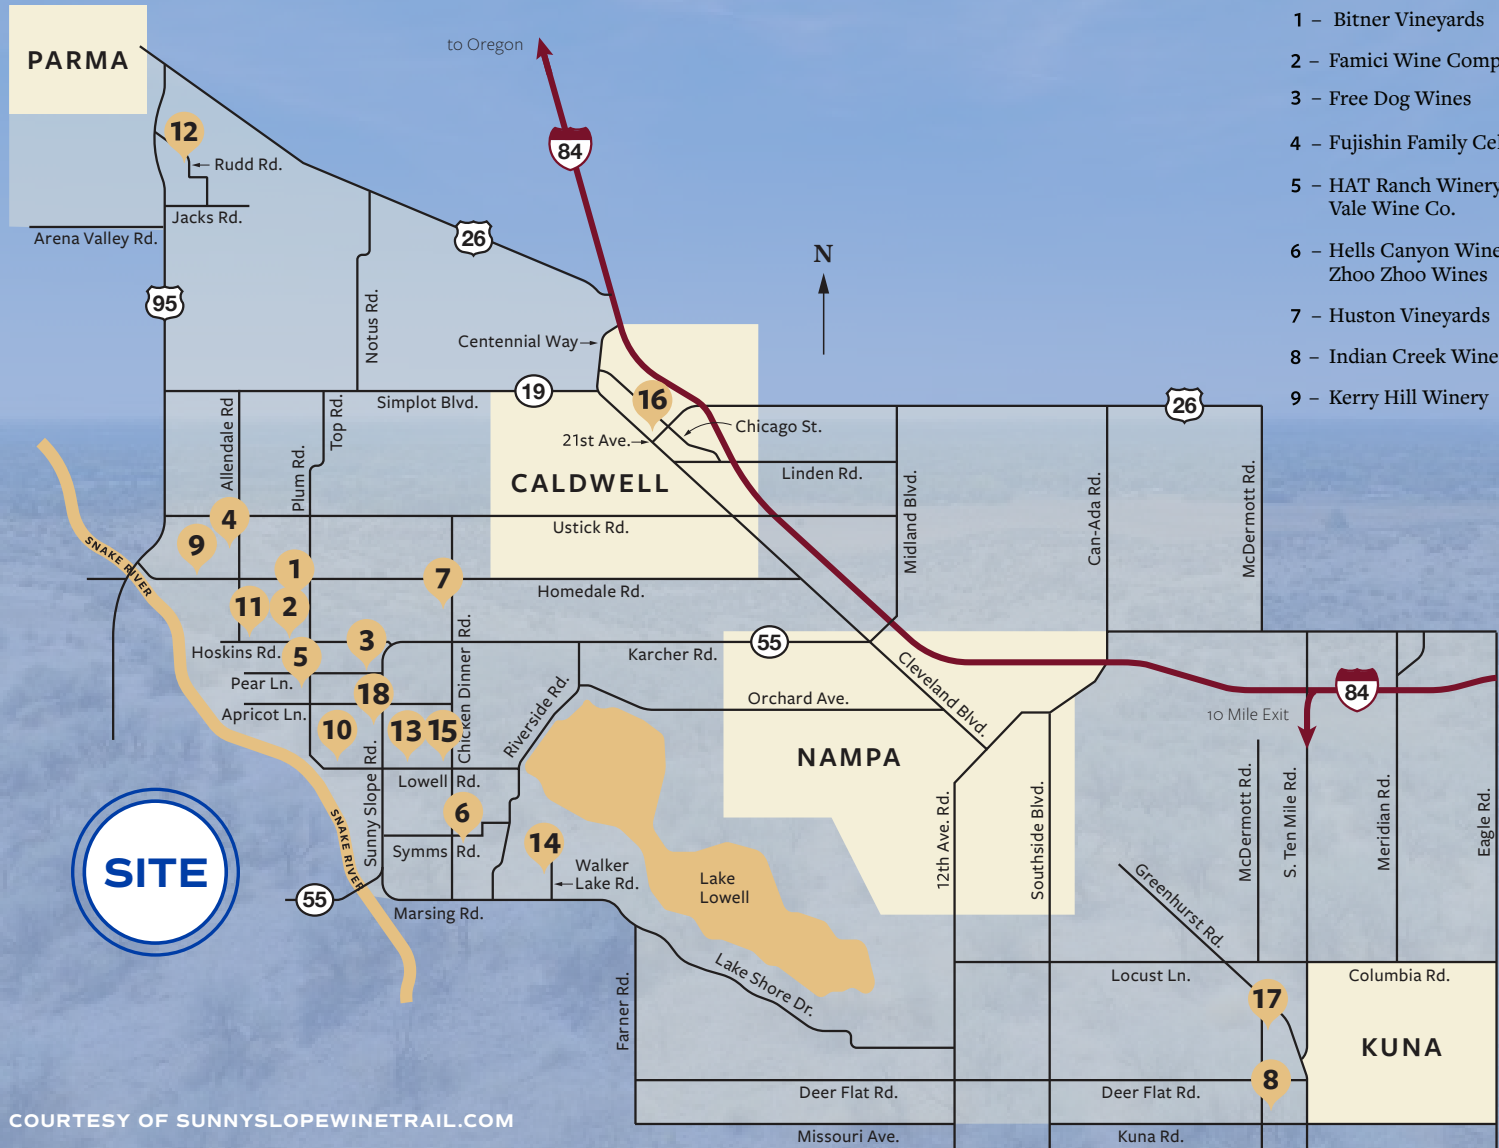 PARMA
to Oregon
84
12
Rudd Rd.
Jacks Rd.
Arena Valley Rd.
95
26
Notus Rd.
N
Centennial Way
19
Simplot Blvd.
16
21st Ave.
Chicago St.
Linden Rd.
26
CALDWELL
Ustick Rd.
Homedale Rd.
Allendale Rd
Plum Rd.
Top Rd.
Midland Blvd.
Can-Ada Rd.
McDermott Rd.
SNAKE RIVER
4
9
1
7
11
2
Hoskins Rd.
5
3
Pear Ln.
18
Apricot Ln.
10
13
15
Chicken Dinner Rd.
Karcher Rd.
55
Riverside Rd.
Orchard Ave.
Cleveland Blvd.
NAMPA
84
10 Mile Exit
Lowell Rd.
Sunny Slope Rd.
6
Symms Rd.
14
Walker
Lake Rd.
SITE
SNAKE RIVER
55
Marsing Rd.
Lake
Lowell
Lake Shore Dr.
Farner Rd.
12th Ave. Rd.
Southside Blvd.
McDermott Rd.
S. Ten Mile Rd.
Meridian Rd.
Eagle Rd.
Greenhurst Rd.
Locust Ln.
Columbia Rd.
17
KUNA
8
Deer Flat Rd.
Deer Flat Rd.
Missouri Ave.
Kuna Rd.
COURTESY OF SUNNYSLOPEWINETRAIL.COM
1 – Bitner Vineyards
2 – Famici Wine Comp
3 – Free Dog Wines
4 – Fujishin Family Cel
5 – HAT Ranch Winery
Vale Wine Co.
6 – Hells Canyon Wine
Zhoo Zhoo Wines
7 – Huston Vineyards
8 – Indian Creek Wine
9 – Kerry Hill Winery